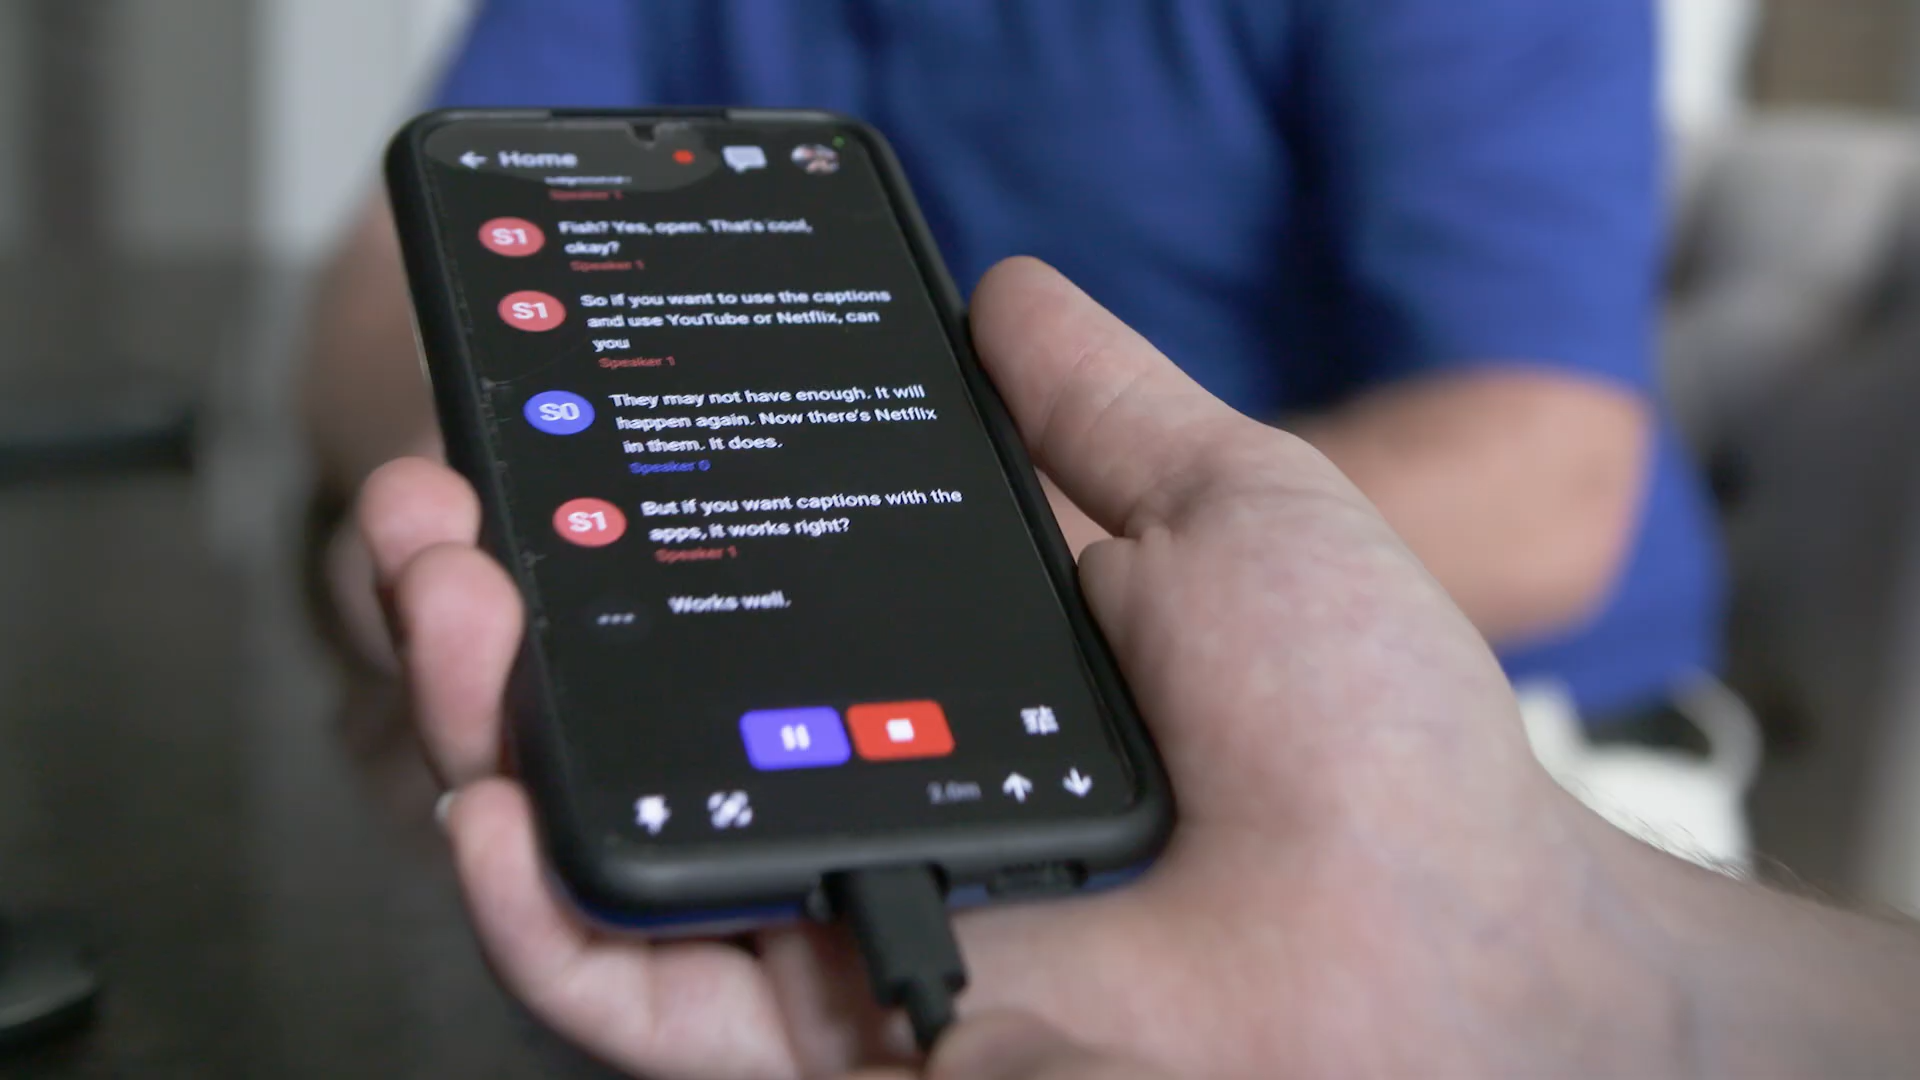 Home
Speaker 1
S1
Fish? Yes, open. That's cool,
okay?
Speaker 1
S1
So if you want to use the captions
and use YouTube or Netflix, can
you
Speaker 1
S0
They may not have enough. It will
happen again. Now there's Netflix
in them. It does.
Speaker 0
S1
But if you want captions with the
apps, it works right?
Speaker 1
Works well.